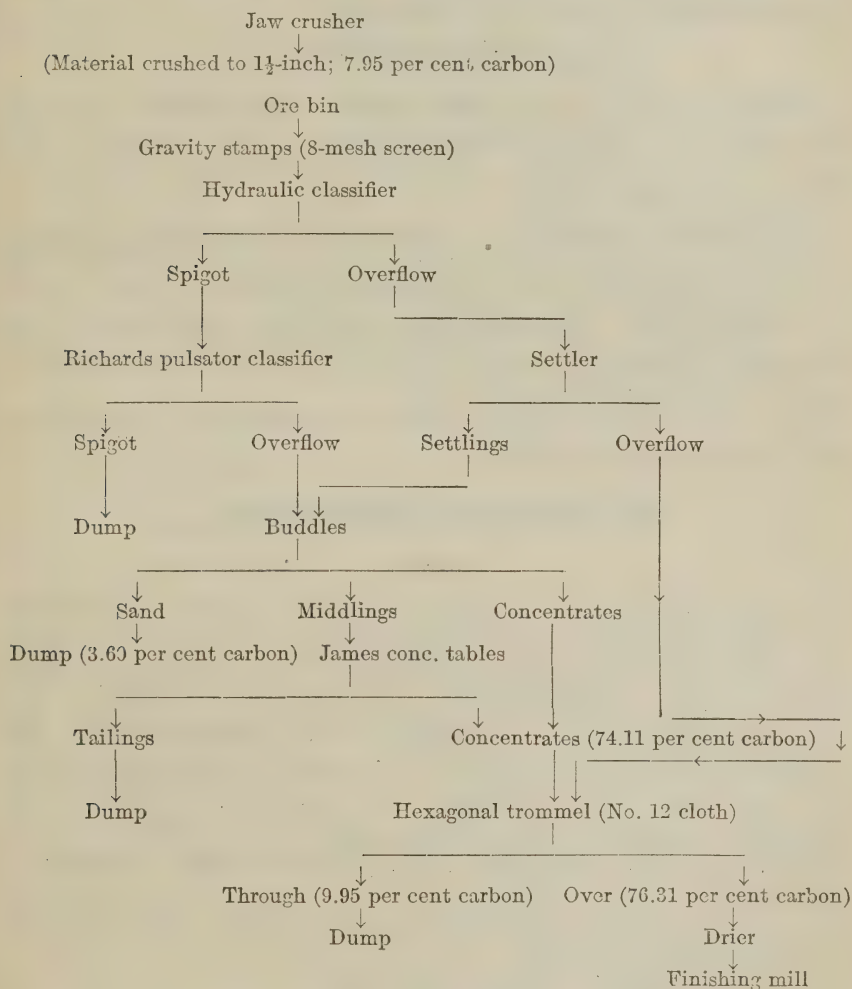 Jaw crusher
(Material crushed to 1½-inch; 7.95 per cent carbon)
Ore bin
Gravity stamps (8-mesh screen)
Hydraulic classifier
Spigot Overflow
Richards pulsator classifier Settler
Spigot Overflow Settlings Overflow
Dump Buddles
Sand Middlings Concentrates
Dump (3.60 per cent carbon) James conc. tables
Tailings Concentrates (74.11 per cent carbon)
Dump Hexagonal trommel (No. 12 cloth)
Through (9.95 per cent carbon) Over (76.31 per cent carbon)
Dump Drier
Finishing mill